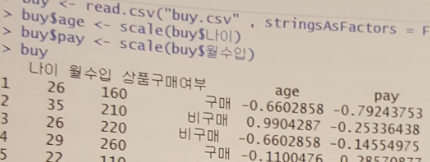 buy <- read.csv("buy.csv" , stringsAsFactors = F
> buy$age <- scale(buy$나이)
> buy$pay <- scale(buy$월수입)
> buy
나이 월수입 상품구매여부 age pay
1 26 160 구매 -0.6602858 -0.79243753
2 35 210 비구매 0.9904287 -0.25336438
3 26 220 비구매 -0.6602858 -0.14554975
4 29 260 구매 -0.1100476 0.28570877
5 22 110